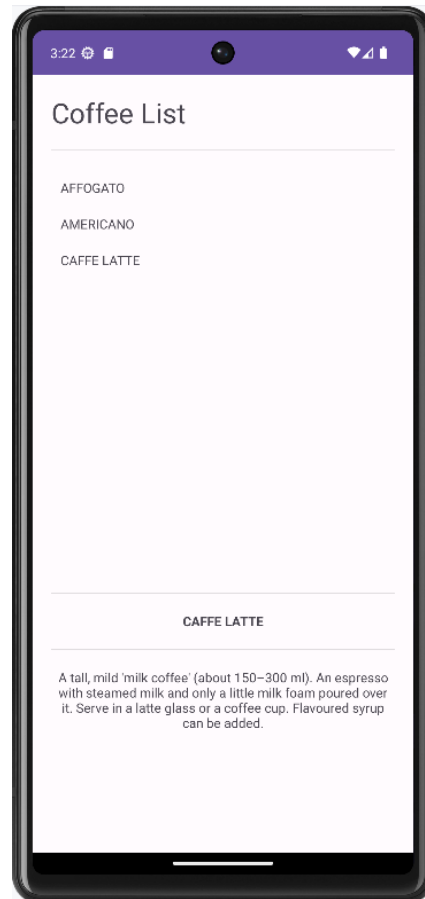 3:22
Coffee List
AFFOGATO
AMERICANO
CAFFE LATTE
CAFFE LATTE
A tall, mild 'milk coffee' (about 150–300 ml). An espresso
with steamed milk and only a little milk foam poured over
it. Serve in a latte glass or a coffee cup. Flavoured syrup
can be added.